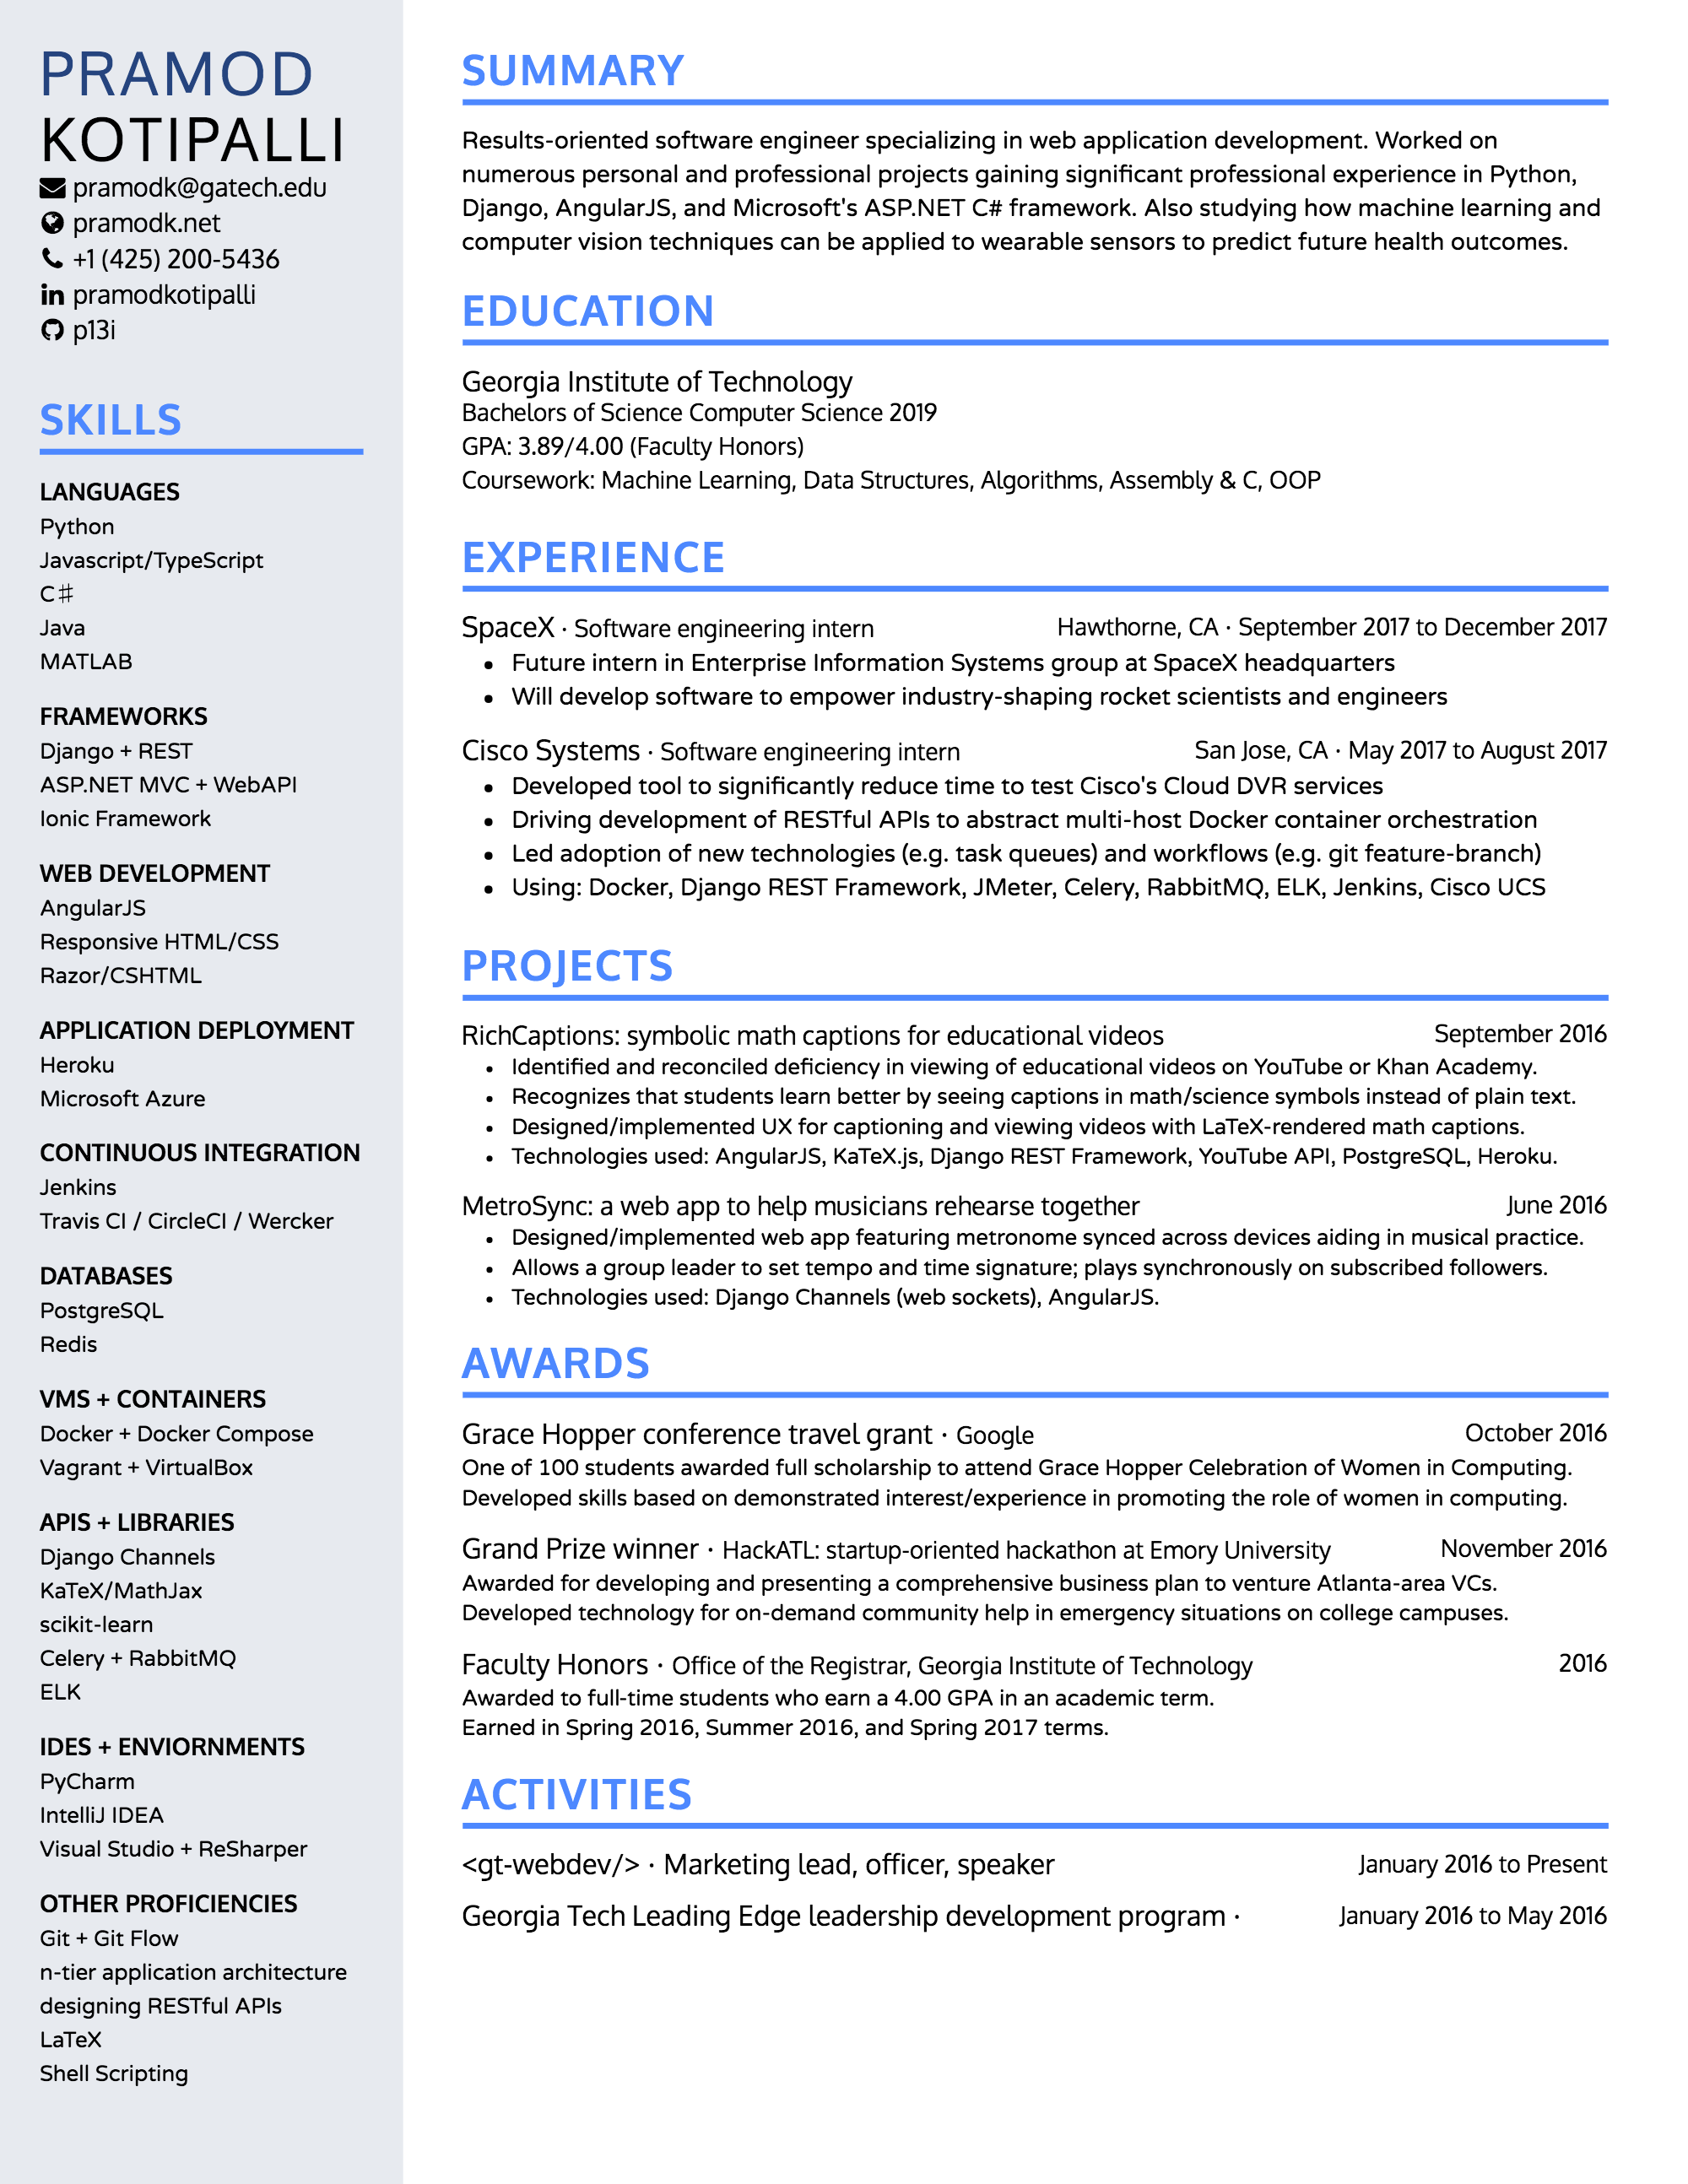 PRAMOD
KOTIPALLI
pramodk@gatech.edu
pramodk.net
+1 (425) 200-5436
in pramodkotipalli
p13i
SKILLS
LANGUAGES
Python
Javascript/TypeScript
C♯
Java
MATLAB
FRAMEWORKS
Django + REST
ASP.NET MVC + WebAPI
Ionic Framework
WEB DEVELOPMENT
AngularJS
Responsive HTML/CSS
Razor/CSHTML
APPLICATION DEPLOYMENT
Heroku
Microsoft Azure
CONTINUOUS INTEGRATION
Jenkins
Travis CI / CircleCI / Wercker
DATABASES
PostgreSQL
Redis
VMS + CONTAINERS
Docker + Docker Compose
Vagrant + VirtualBox
APIS + LIBRARIES
Django Channels
KaTeX/MathJax
scikit-learn
Celery + RabbitMQ
ELK
IDES + ENVIORNMENTS
PyCharm
IntelliJ IDEA
Visual Studio + ReSharper
OTHER PROFICIENCIES
Git + Git Flow
n-tier application architecture
designing RESTful APIs
LaTeX
Shell Scripting
SUMMARY
Results-oriented software engineer specializing in web application development. Worked on
numerous personal and professional projects gaining significant professional experience in Python,
Django, AngularJS, and Microsoft's ASP.NET C# framework. Also studying how machine learning and
computer vision techniques can be applied to wearable sensors to predict future health outcomes.
EDUCATION
Georgia Institute of Technology
Bachelors of Science Computer Science 2019
GPA: 3.89/4.00 (Faculty Honors)
Coursework: Machine Learning, Data Structures, Algorithms, Assembly & C, OOP
EXPERIENCE
SpaceX · Software engineering intern Hawthorne, CA · September 2017 to December 2017
• Future intern in Enterprise Information Systems group at SpaceX headquarters
• Will develop software to empower industry-shaping rocket scientists and engineers
Cisco Systems · Software engineering intern San Jose, CA · May 2017 to August 2017
• Developed tool to significantly reduce time to test Cisco's Cloud DVR services
• Driving development of RESTful APIs to abstract multi-host Docker container orchestration
• Led adoption of new technologies (e.g. task queues) and workflows (e.g. git feature-branch)
• Using: Docker, Django REST Framework, JMeter, Celery, RabbitMQ, ELK, Jenkins, Cisco UCS
PROJECTS
RichCaptions: symbolic math captions for educational videos September 2016
• Identified and reconciled deficiency in viewing of educational videos on YouTube or Khan Academy.
• Recognizes that students learn better by seeing captions in math/science symbols instead of plain text.
• Designed/implemented UX for captioning and viewing videos with LaTeX-rendered math captions.
• Technologies used: AngularJS, KaTeX.js, Django REST Framework, YouTube API, PostgreSQL, Heroku.
MetroSync: a web app to help musicians rehearse together June 2016
• Designed/implemented web app featuring metronome synced across devices aiding in musical practice.
• Allows a group leader to set tempo and time signature; plays synchronously on subscribed followers.
• Technologies used: Django Channels (web sockets), AngularJS.
AWARDS
Grace Hopper conference travel grant · Google October 2016
One of 100 students awarded full scholarship to attend Grace Hopper Celebration of Women in Computing.
Developed skills based on demonstrated interest/experience in promoting the role of women in computing.
Grand Prize winner · HackATL: startup-oriented hackathon at Emory University November 2016
Awarded for developing and presenting a comprehensive business plan to venture Atlanta-area VCs.
Developed technology for on-demand community help in emergency situations on college campuses.
Faculty Honors · Office of the Registrar, Georgia Institute of Technology 2016
Awarded to full-time students who earn a 4.00 GPA in an academic term.
Earned in Spring 2016, Summer 2016, and Spring 2017 terms.
ACTIVITIES
<gt-webdev/> · Marketing lead, officer, speaker January 2016 to Present
Georgia Tech Leading Edge leadership development program · January 2016 to May 2016